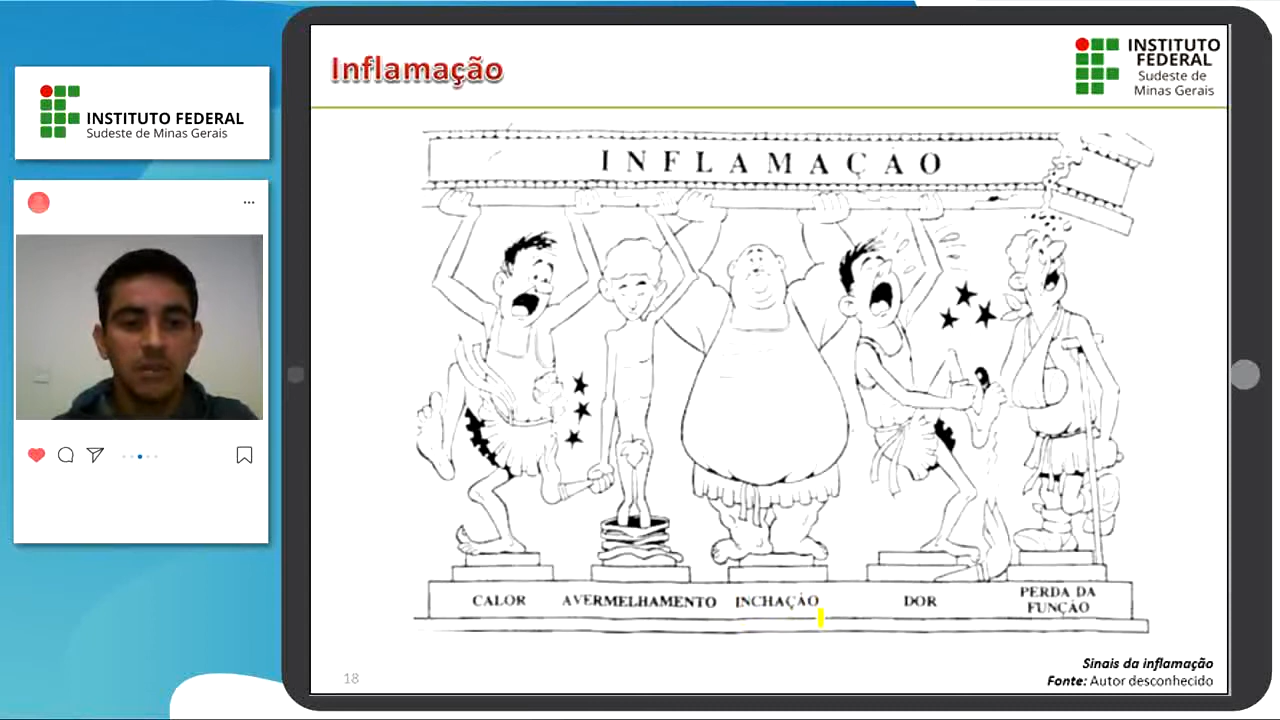 INSTITUTO FEDERAL
Sudeste de Minas Gerais
...
Inflamação
INSTITUTO
FEDERAL
Sudeste de
Minas Gerais
INFLAMAÇÃO
CALOR AVERMELHAMENTO INCHAÇÃO DOR PERDA DA
FUNÇÃO
18
Sinais da inflamação
Fonte: Autor desconhecido